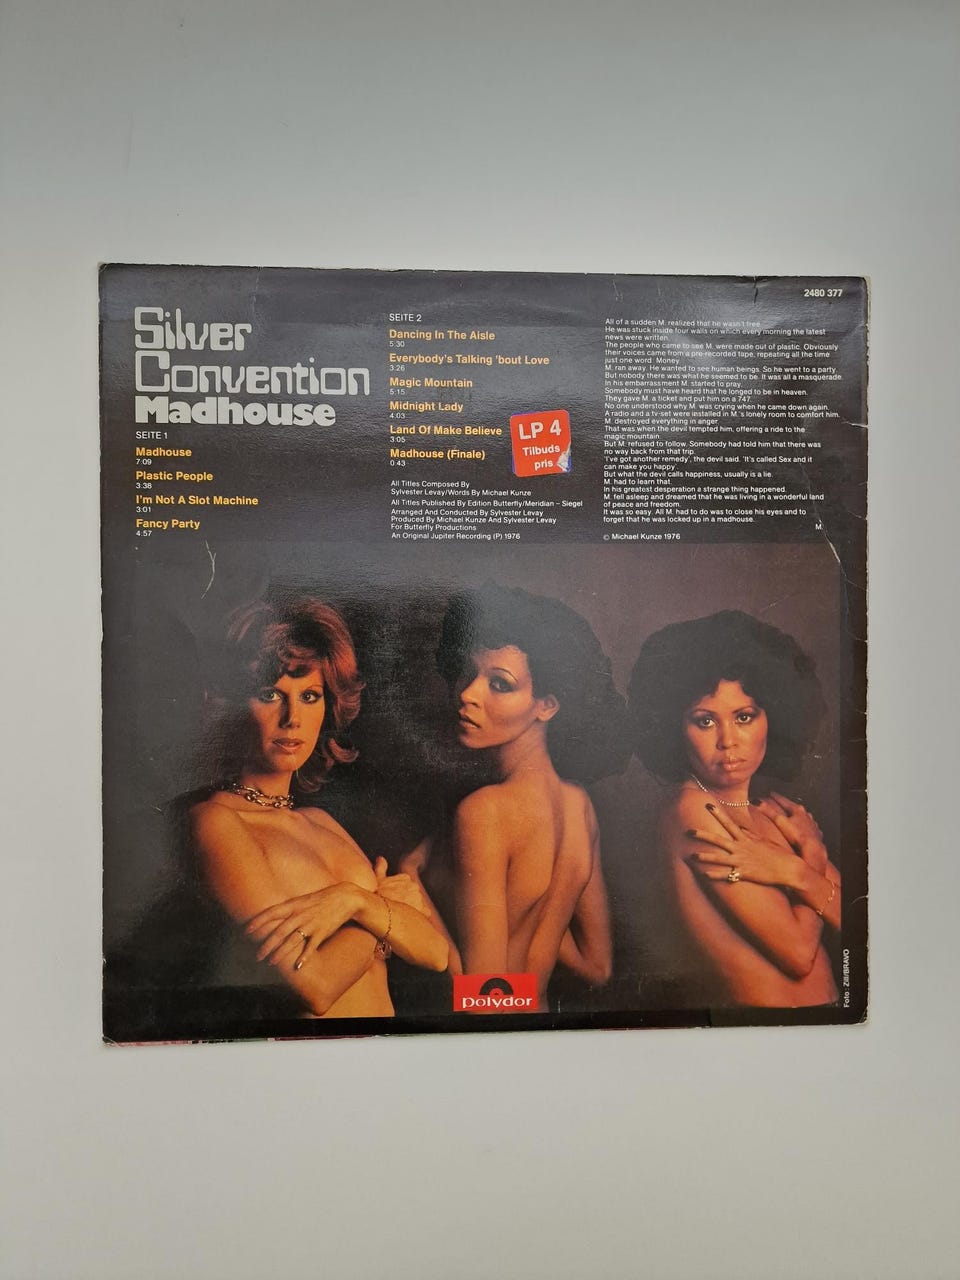 2480 377
Silver
Convention
Madhouse
SEITE 1
Madhouse
7:09
Plastic People
3:38
I'm Not A Slot Machine
3:01
Fancy Party
4:57
SEITE 2
Dancing In The Aisle
5:30
Everybody's Talking 'bout Love
3:26
Magic Mountain
5:15
Midnight Lady
4:03
Land Of Make Believe
3:05
Madhouse (Finale)
0:43
All Titles Composed By
Sylvester Levay/Words By Michael Kunze
All Titles Published By Edition Butterfly/Meridian – Siegel
Arranged And Conducted By Sylvester Levay
Produced By Michael Kunze And Sylvester Levay
For Butterfly Productions
An Original Jupiter Recording (P) 1976
LP 4
Tilbuds
pris
All of a sudden M. realized that he wasn't free.
He was stuck inside four walls on which every morning the latest
news were written.
The people who came to see M. were made out of plastic. Obviously
their voices came from a pre-recorded tape, repeating all the time
just one word: Money.
M. ran away. He wanted to see human beings. So he went to a party.
But nobody there was what he seemed to be. It was all a masquerade.
In his embarrassment M. started to pray.
Somebody must have heard that he longed to be in heaven.
They gave M. a ticket and put him on a 747.
No one understood why M. was crying when he came down again.
A radio and a tv-set were installed in M.'s lonely room to comfort him.
M. destroyed everything in anger.
That was when the devil tempted him, offering a ride to the
magic mountain.
But M. refused to follow. Somebody had told him that there was
no way back from that trip.
'I've got another remedy', the devil said. 'It's called Sex and it
can make you happy'.
But what the devil calls happiness, usually is a lie.
M. had to learn that.
In his greatest desperation a strange thing happened.
M. fell asleep and dreamed that he was living in a wonderful land
of peace and freedom.
It was so easy. All M. had to do was to close his eyes and to
forget that he was locked up in a madhouse.
M.
© Michael Kunze 1976
polydor
Foto: Zill/BRAVO